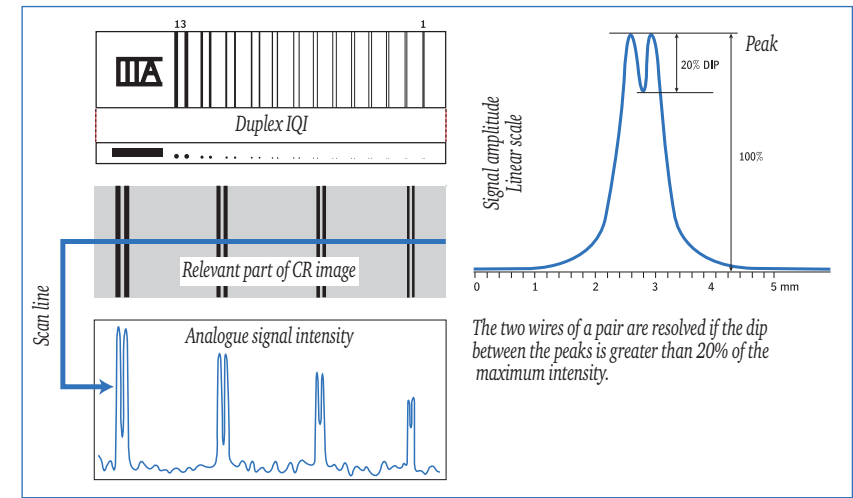 13 1
IIIA
Duplex IQI
Relevant part of CR image
Scan line
Analogue signal intensity
Peak
20% DIP
100%
Signal amplitude
Linear scale
0 1 2 3 4 5 mm
The two wires of a pair are resolved if the dip
between the peaks is greater than 20% of the
maximum intensity.